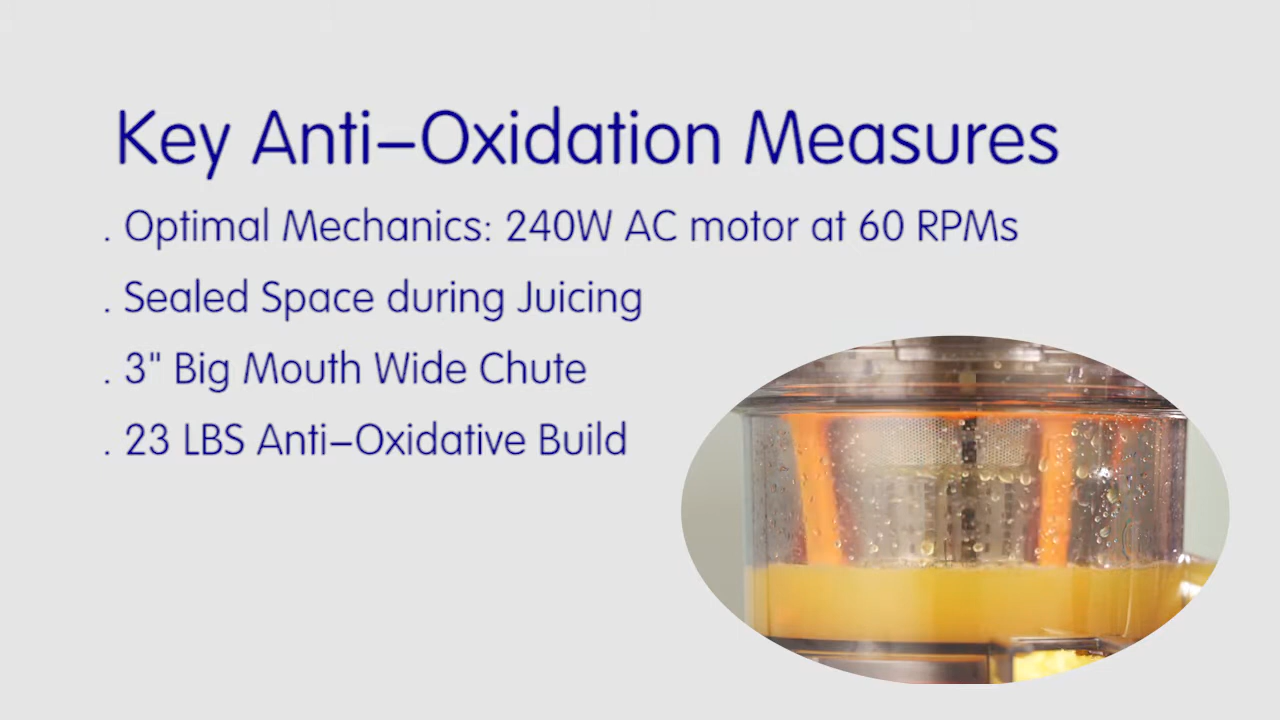 Key Anti–Oxidation Measures
. Optimal Mechanics: 240W AC motor at 60 RPMs
. Sealed Space during Juicing
. 3" Big Mouth Wide Chute
. 23 LBS Anti–Oxidative Build